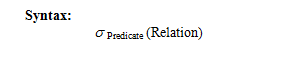 Syntax:
σ Predicate (Relation)